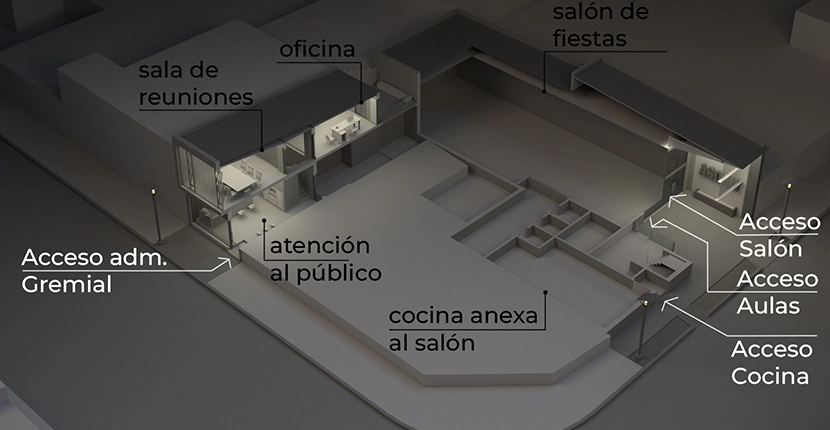 salón de
fiestas
oficina
sala de
reuniones
Acceso
Salón
atención
al público
Acceso adm.
Gremial
Acceso
Aulas
cocina anexa
al salón
Acceso
Cocina